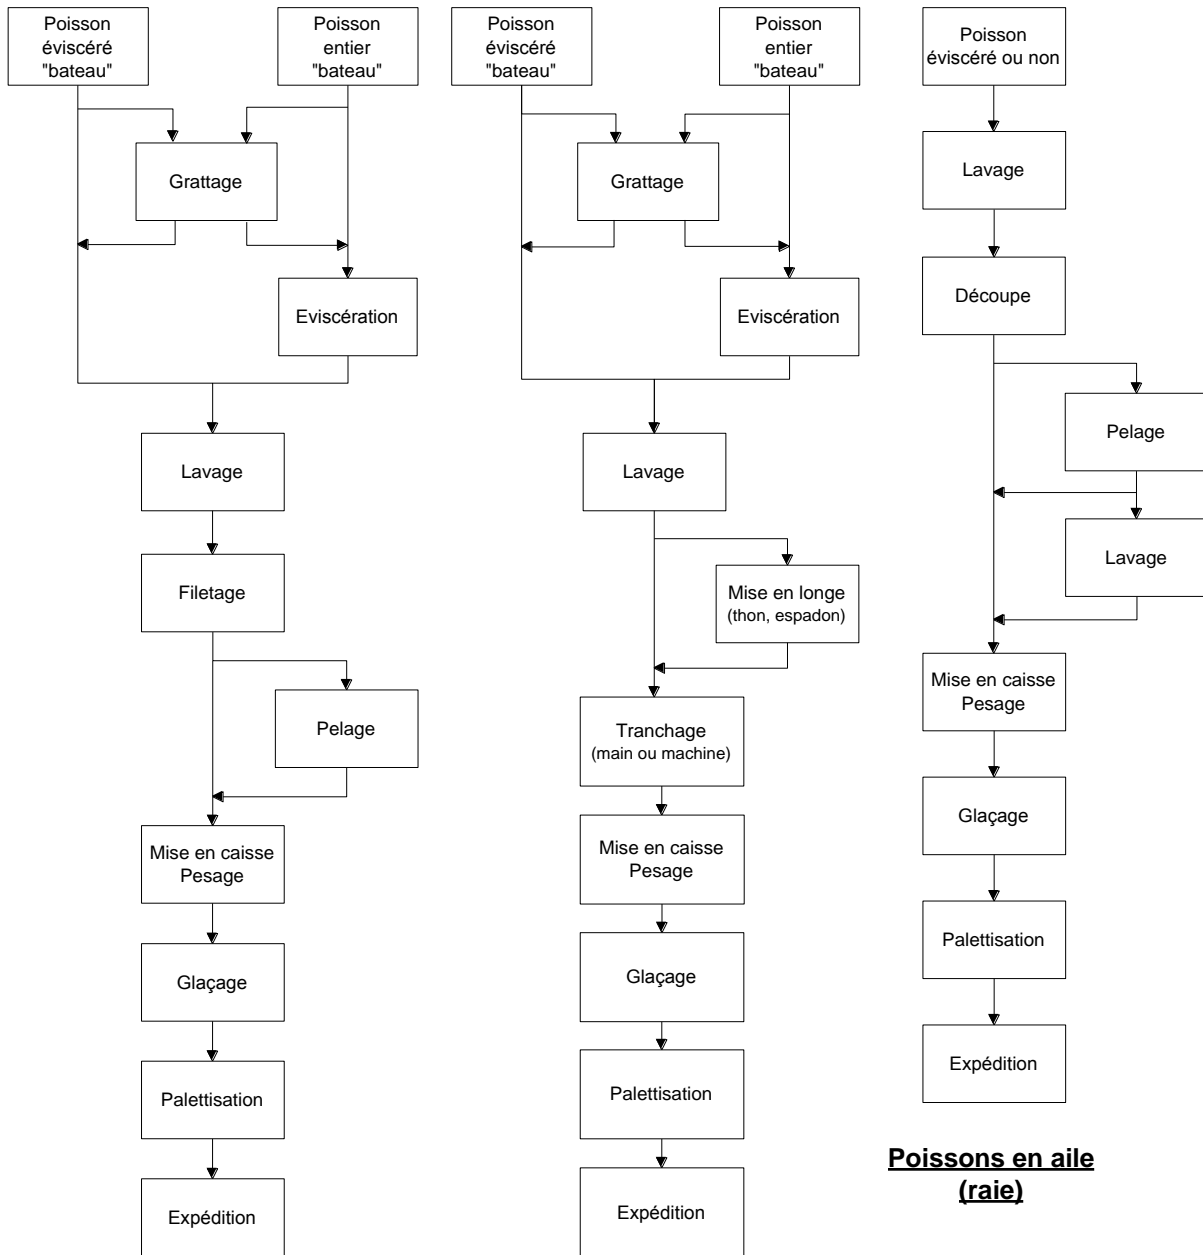 Poisson
éviscéré
"bateau"
Poisson
entier
"bateau"
Grattage
Eviscération
Lavage
Filetage
Pelage
Mise en caisse
Pesage
Glaçage
Palettisation
Expédition
Poisson
éviscéré
"bateau"
Poisson
entier
"bateau"
Grattage
Eviscération
Lavage
Mise en longe
(thon, espadon)
Tranchage
(main ou machine)
Mise en caisse
Pesage
Glaçage
Palettisation
Expédition
Poisson
éviscéré ou non
Lavage
Découpe
Pelage
Lavage
Mise en caisse
Pesage
Glaçage
Palettisation
Expédition
Poissons en aile
(raie)